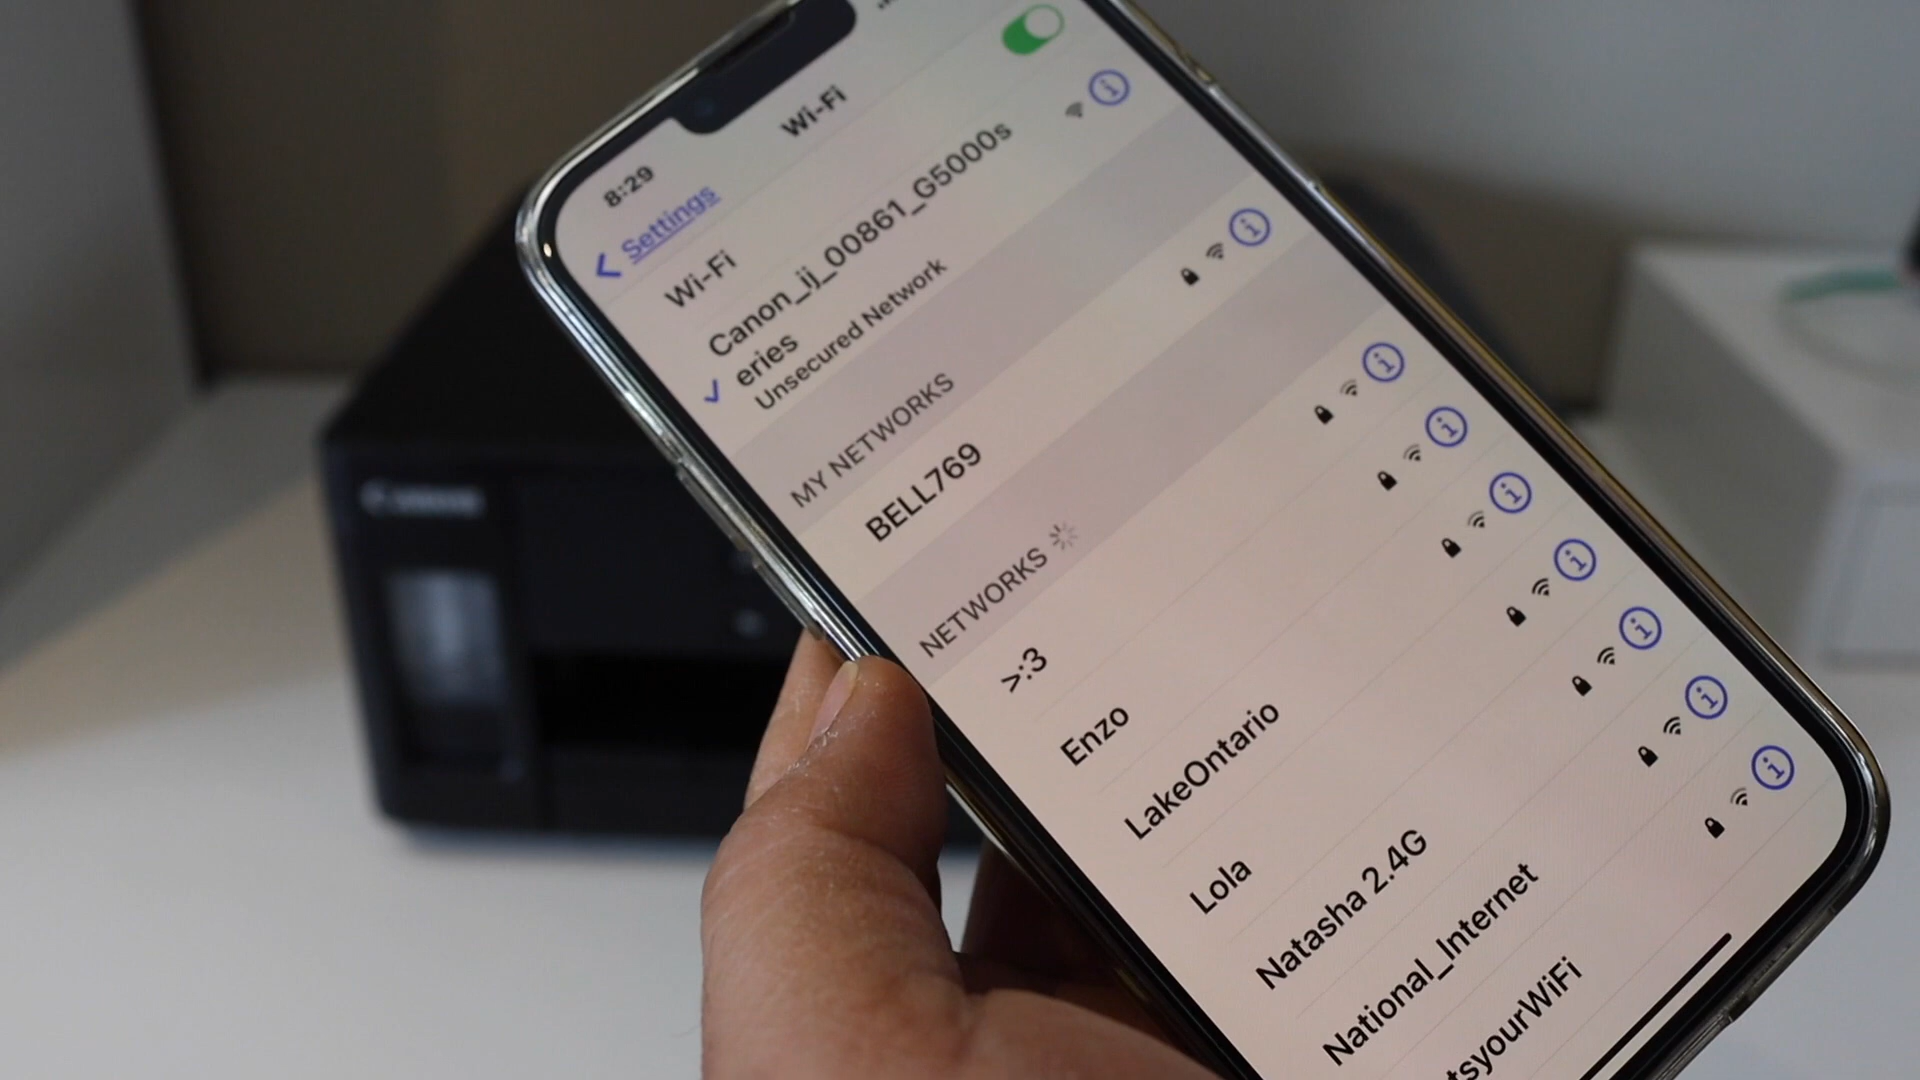 8:29
Settings
Wi-Fi
Wi-Fi
Canon_ij_00861_G5000s
eries
Unsecured Network
MY NETWORKS
BELL769
NETWORKS
>:3
Enzo
LakeOntario
Lola
Natasha 2.4G
National_Internet
tsyourWiFi
Canon